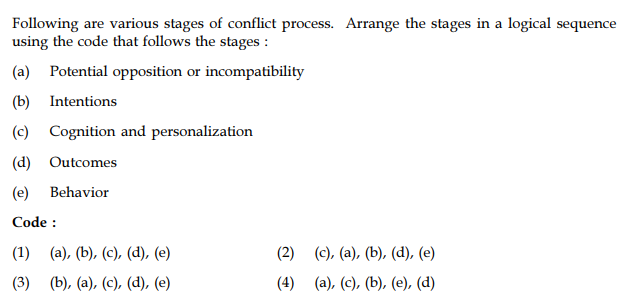 Following are various stages of conflict process. Arrange the stages in a logical sequence
using the code that follows the stages :
(a) Potential opposition or incompatibility
(b) Intentions
(c) Cognition and personalization
(d) Outcomes
(e) Behavior
Code :
(1) (a), (b), (c), (d), (e) (2) (c), (a), (b), (d), (e)
(3) (b), (a), (c), (d), (e) (4) (a), (c), (b), (e), (d)